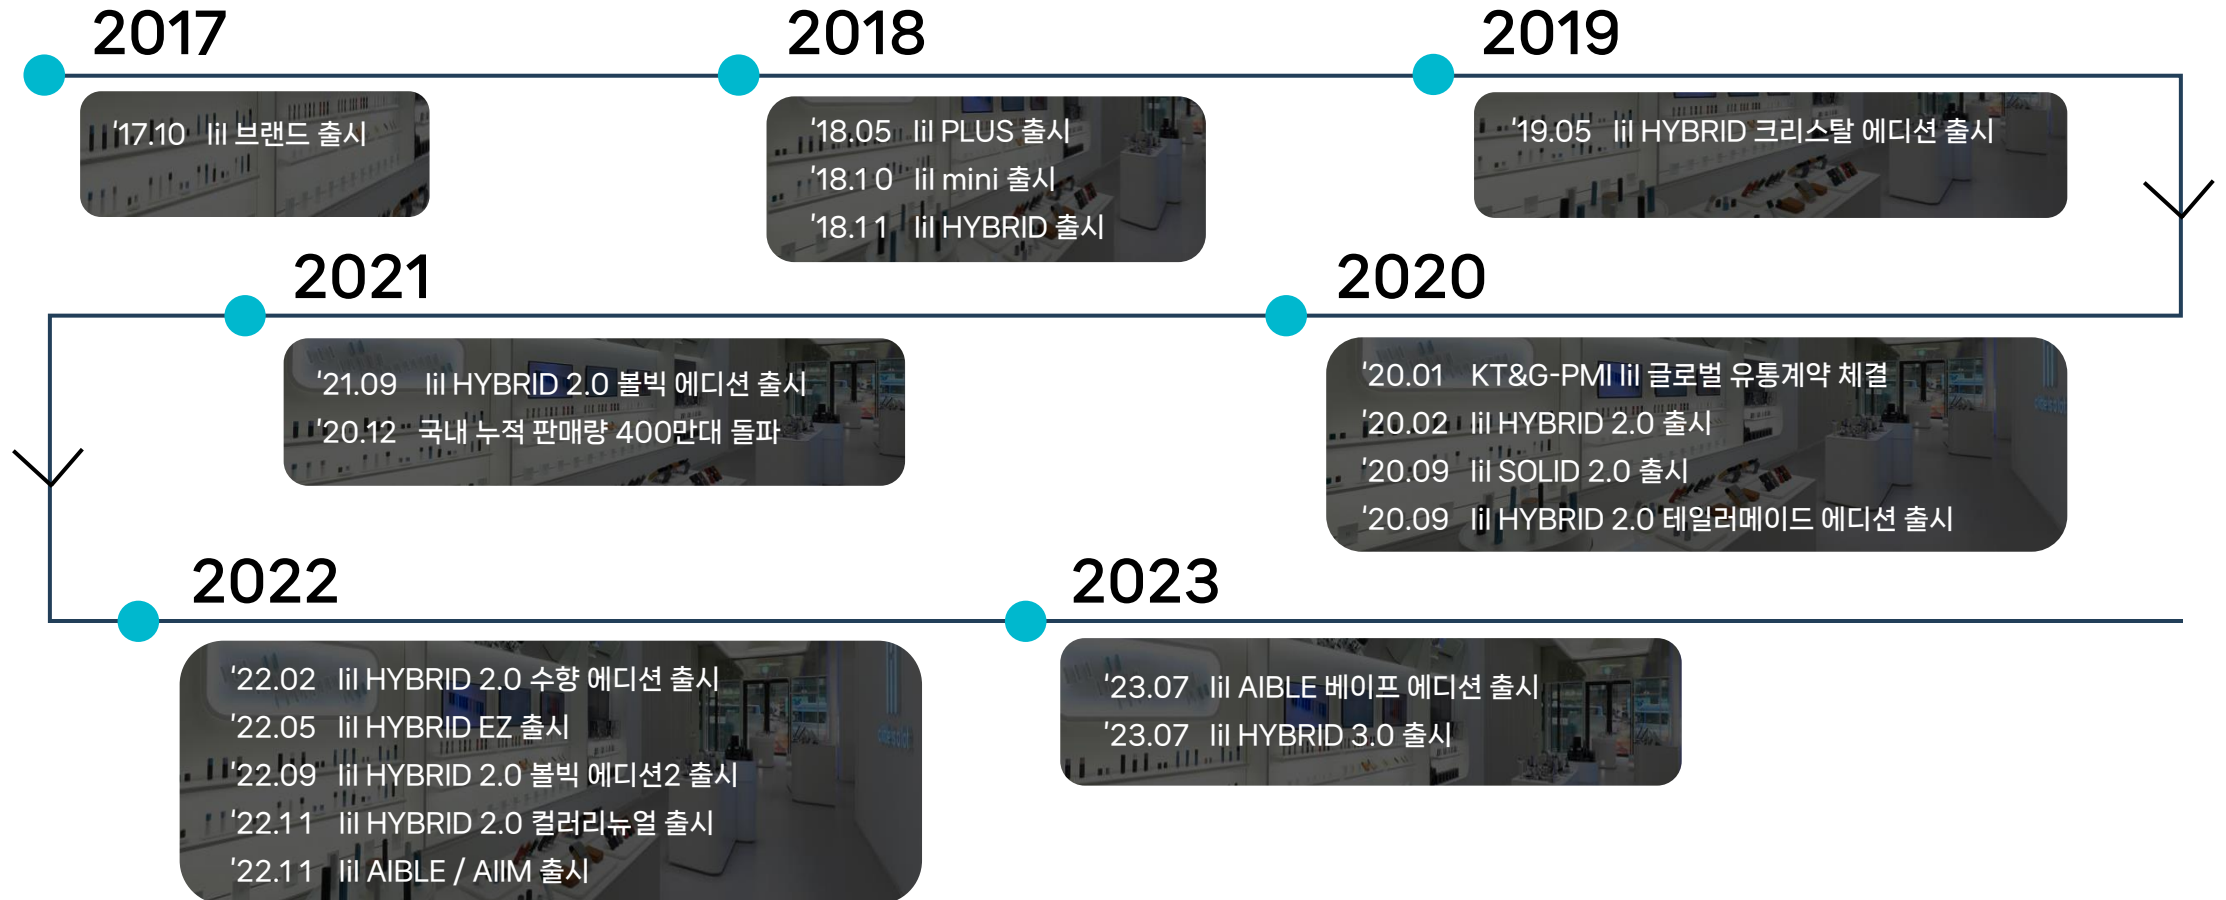 2017
'17.10 lil 브랜드 출시
2018
'18.05 lil PLUS 출시
'18.10 lil mini 출시
'18.11 lil HYBRID 출시
2019
'19.05 lil HYBRID 크리스탈 에디션 출시
2020
'20.01 KT&G-PMI lil 글로벌 유통계약 체결
'20.02 lil HYBRID 2.0 출시
'20.09 lil SOLID 2.0 출시
'20.09 lil HYBRID 2.0 테일러메이드 에디션 출시
2021
'21.09 lil HYBRID 2.0 볼빅 에디션 출시
'20.12 국내 누적 판매량 400만대 돌파
2022
'22.02 lil HYBRID 2.0 수향 에디션 출시
'22.05 lil HYBRID EZ 출시
'22.09 lil HYBRID 2.0 볼빅 에디션2 출시
'22.11 lil HYBRID 2.0 컬러리뉴얼 출시
'22.11 lil AIBLE / AIIM 출시
2023
'23.07 lil AIBLE 베이프 에디션 출시
'23.07 lil HYBRID 3.0 출시